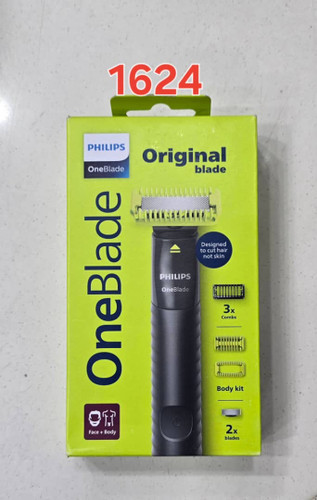 1624
PHILIPS
OneBlade
Original
blade
OneBlade
Designed
to cut hair
not skin
PHILIPS
OneBlade
3x
Combs
Body kit
2x
blades
Face + Body